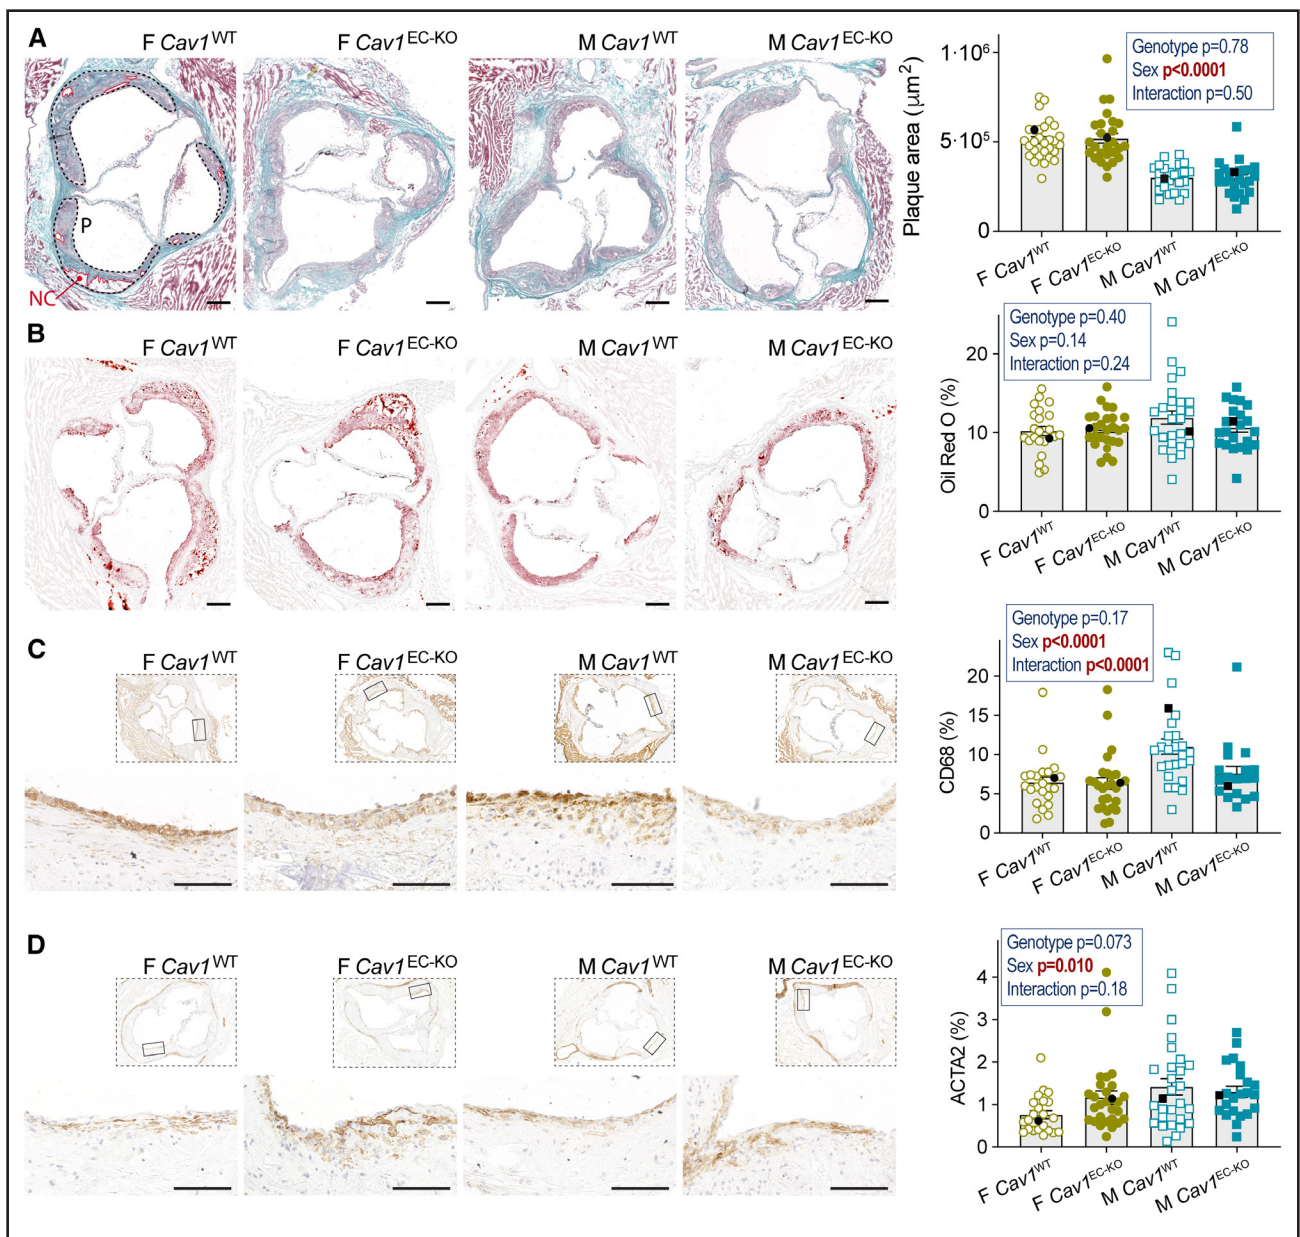 A
F Cav1WT
F Cav1EC-KO
M Cav1WT
M Cav1EC-KO
P
NC
Plaque area (μm2)
1·106
5·105
0
Genotype p=0.78
Sex p<0.0001
Interaction p=0.50
F Cav1WT
F Cav1EC-KO
M Cav1WT
M Cav1EC-KO
B
F Cav1WT
F Cav1EC-KO
M Cav1WT
M Cav1EC-KO
Oil Red O (%)
20
10
0
Genotype p=0.40
Sex p=0.14
Interaction p=0.24
F Cav1WT
F Cav1EC-KO
M Cav1WT
M Cav1EC-KO
C
F Cav1WT
F Cav1EC-KO
M Cav1WT
M Cav1EC-KO
CD68 (%)
20
15
10
5
0
Genotype p=0.17
Sex p<0.0001
Interaction p<0.0001
F Cav1WT
F Cav1EC-KO
M Cav1WT
M Cav1EC-KO
D
F Cav1WT
F Cav1EC-KO
M Cav1WT
M Cav1EC-KO
ACTA2 (%)
4
3
2
1
0
Genotype p=0.073
Sex p=0.010
Interaction p=0.18
F Cav1WT
F Cav1EC-KO
M Cav1WT
M Cav1EC-KO